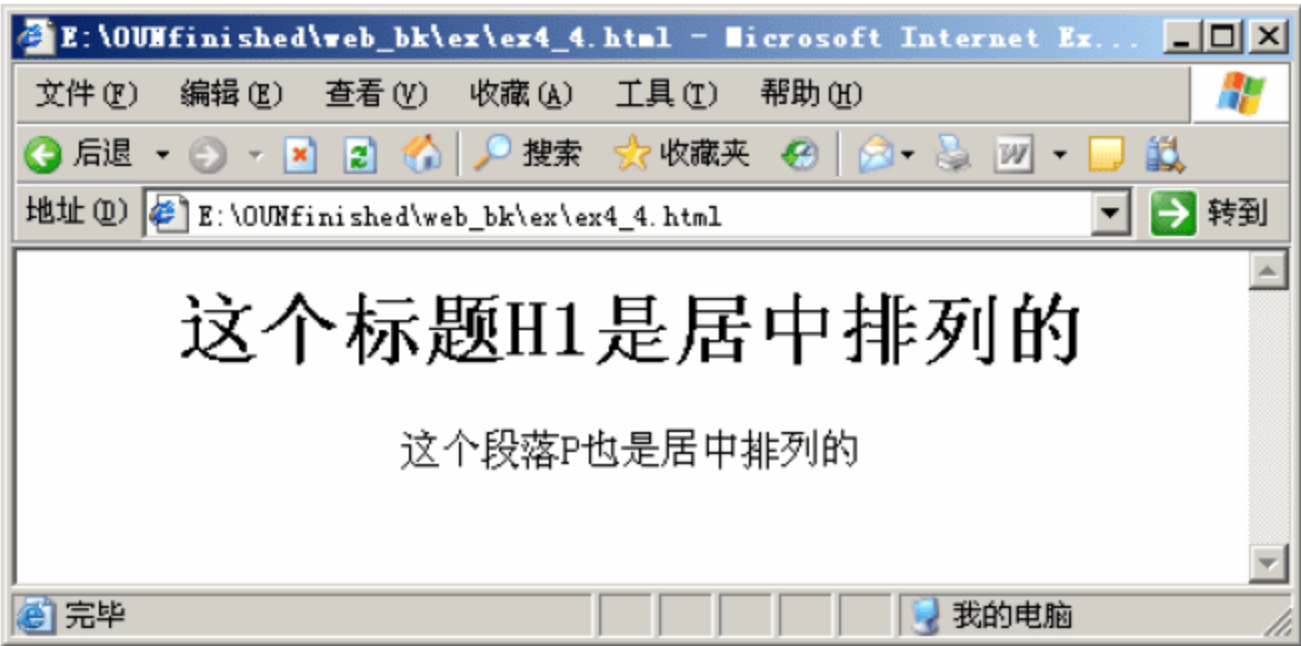 E:\OUNfinished\web_bk\ex\ex4_4.html - Microsoft Internet Ex...
文件(F) 编辑(E) 查看(V) 收藏(A) 工具(T) 帮助(H)
后退 搜索 收藏夹 W
地址(D) E:\OUNfinished\web_bk\ex\ex4_4.html 转到
这个标题H1是居中排列的
这个段落P也是居中排列的
完毕 我的电脑